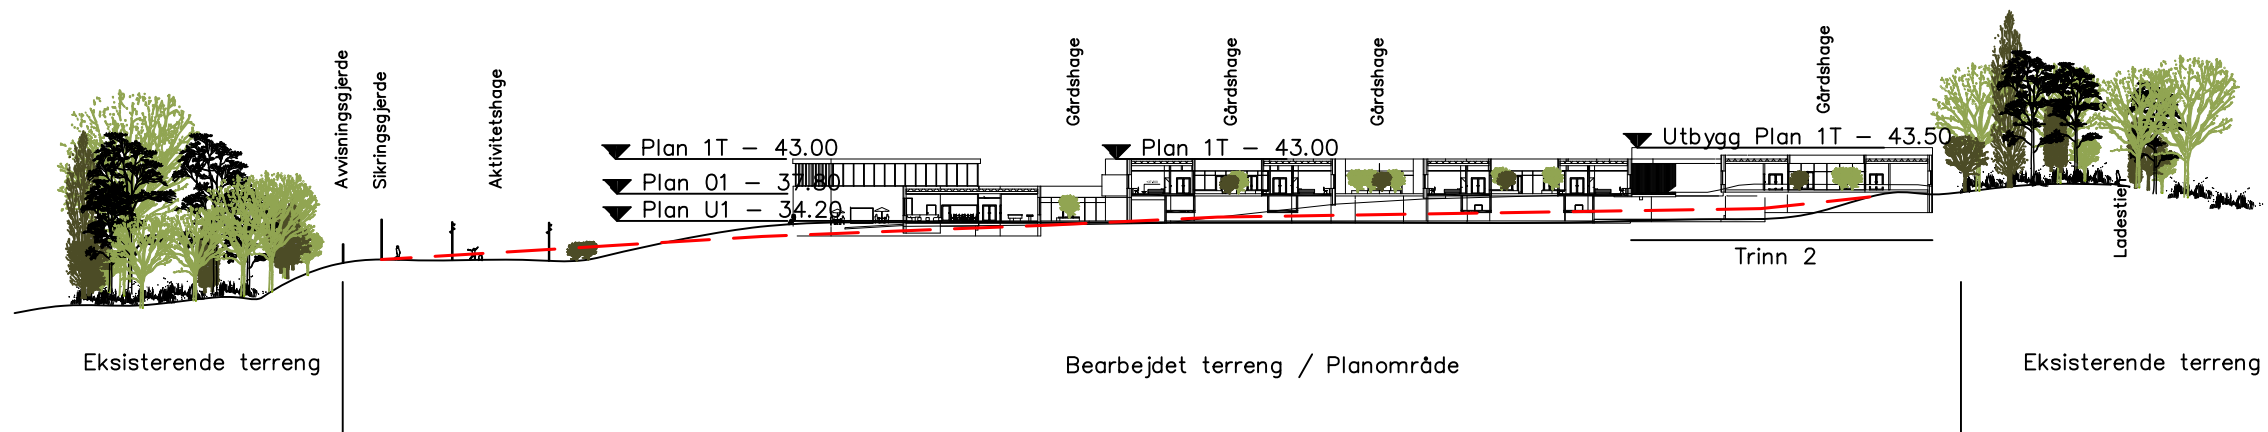 Avvisningsgjerde
Sikringsgjerde
Aktivitetshage
Gårdshage
Gårdshage
Gårdshage
Gårdshage
Plan 1T - 43.00
Plan 01 - 37.80
Plan U1 - 34.20
Plan 1T - 43.00
Utbygg Plan 1T - 43.50
Ladestien
Trinn 2
Eksisterende terreng
Bearbejdet terreng / Planområde
Eksisterende terreng